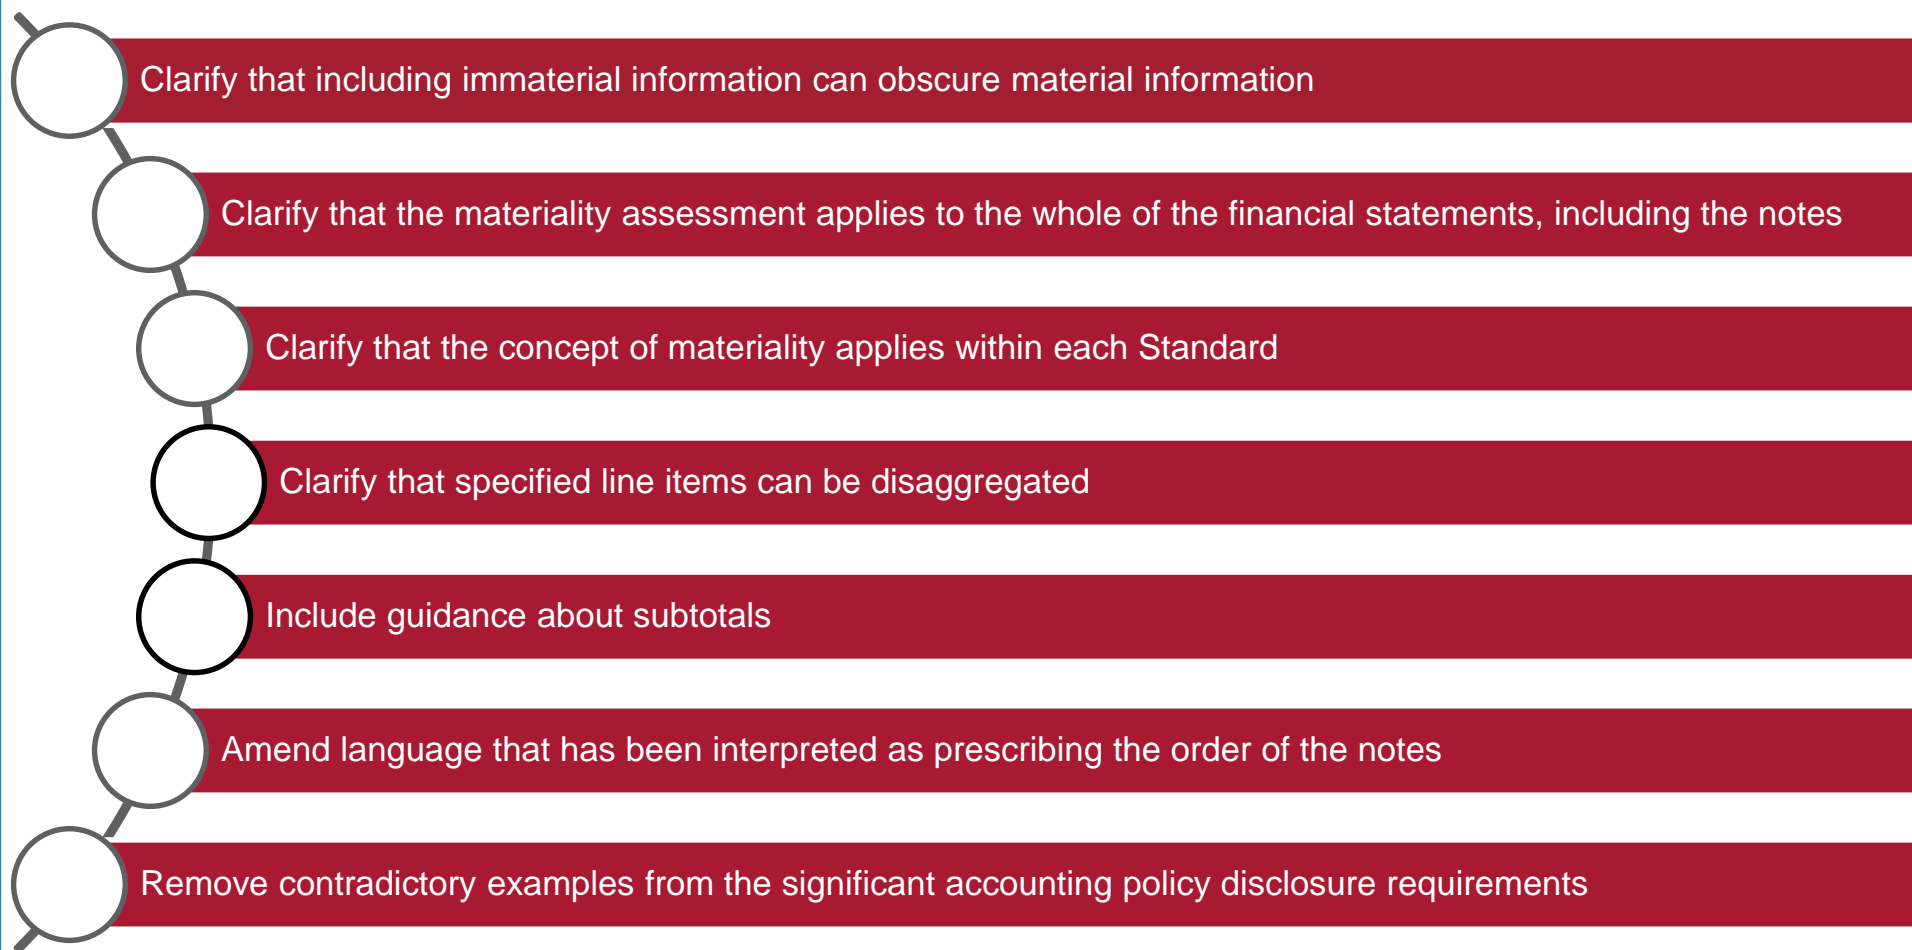 Clarify that including immaterial information can obscure material information
Clarify that the materiality assessment applies to the whole of the financial statements, including the notes
Clarify that the concept of materiality applies within each Standard
Clarify that specified line items can be disaggregated
Include guidance about subtotals
Amend language that has been interpreted as prescribing the order of the notes
Remove contradictory examples from the significant accounting policy disclosure requirements